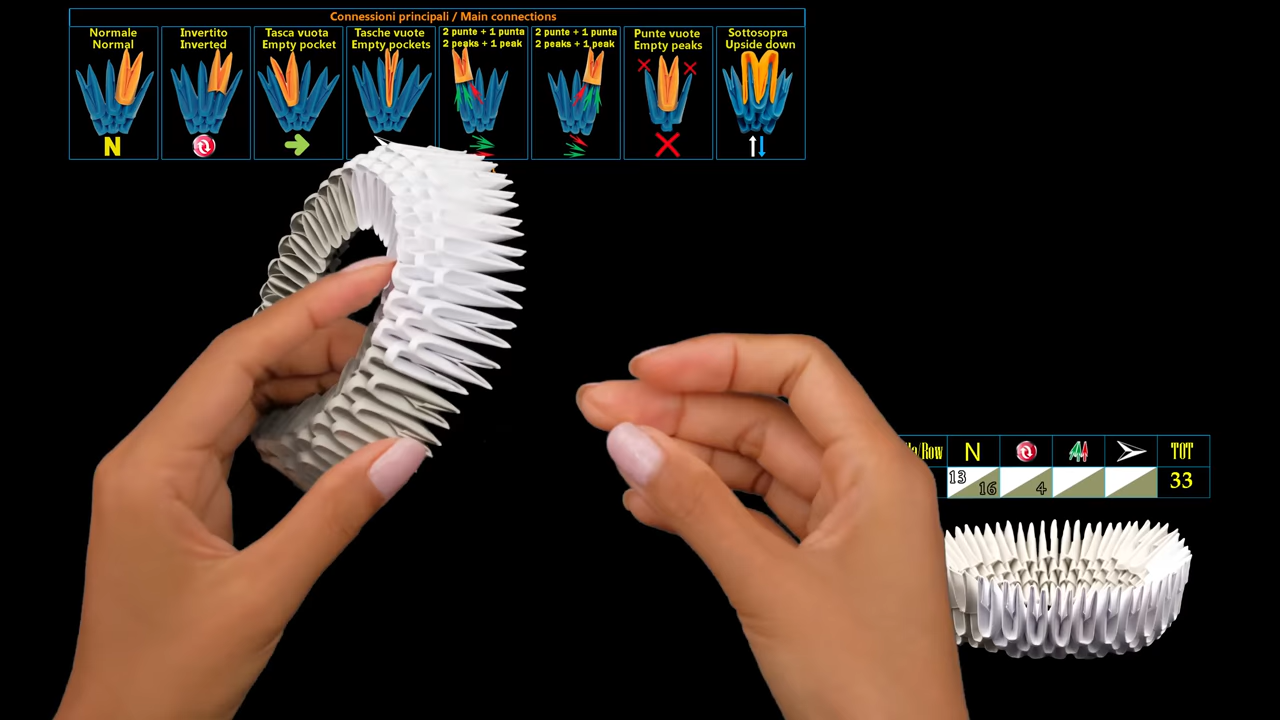 Connessioni principali / Main connections
Normale
Normal
N
Invertito
Inverted
Tasca vuota
Empty pocket
Tasche vuote
Empty pockets
2 punte + 1 punta
2 peaks + 1 peak
2 punte + 1 punta
2 peaks + 1 peak
Punte vuote
Empty peaks
Sottosopra
Upside down
/Row N TOT
13 16 4 33